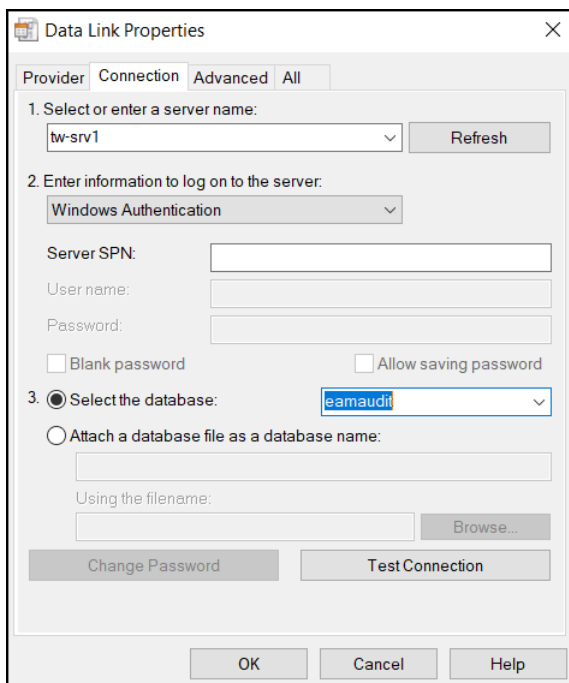 Data Link Properties
Provider Connection Advanced All
1. Select or enter a server name:
tw-srv1 Refresh
2. Enter information to log on to the server:
Windows Authentication
Server SPN:
User name:
Password:
Blank password Allow saving password
3. Select the database: eamaudit
Attach a database file as a database name:
Using the filename:
Browse...
Change Password Test Connection
OK Cancel Help